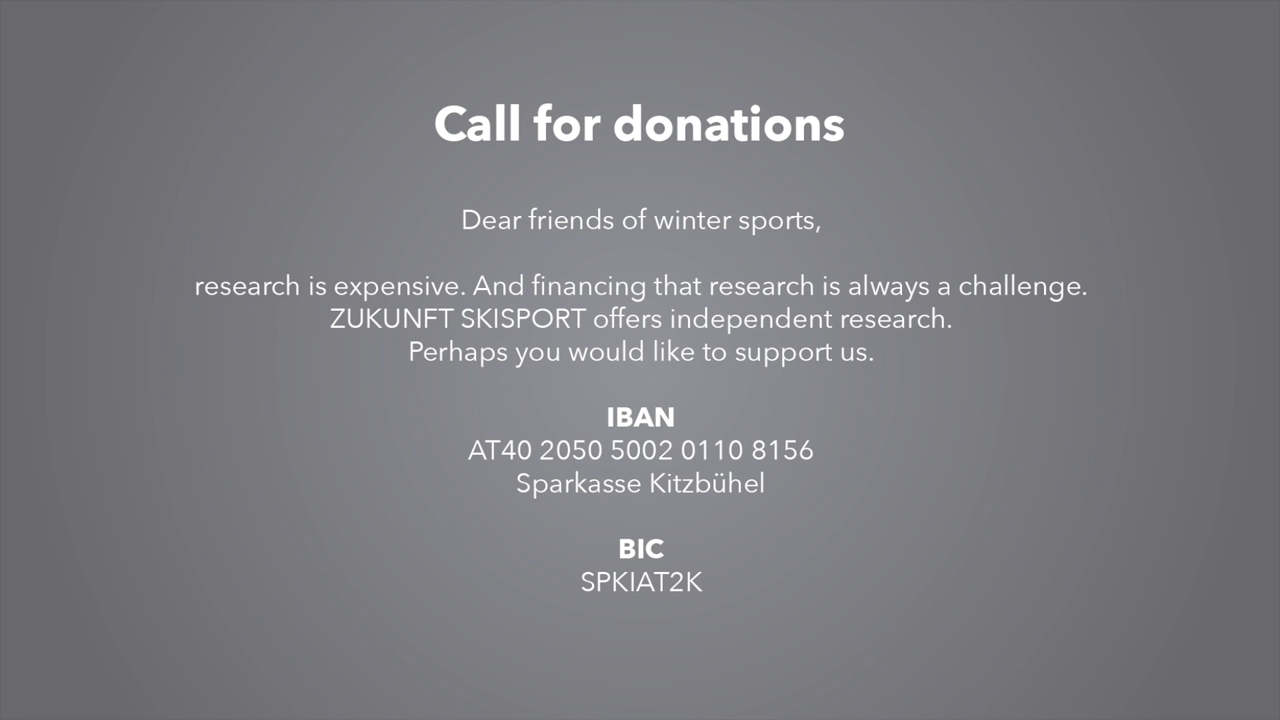 Call for donations
Dear friends of winter sports,
research is expensive. And financing that research is always a challenge.
ZUKUNFT SKISPORT offers independent research.
Perhaps you would like to support us.
IBAN
AT40 2050 5002 0110 8156
Sparkasse Kitzbühel
BIC
SPKIAT2K